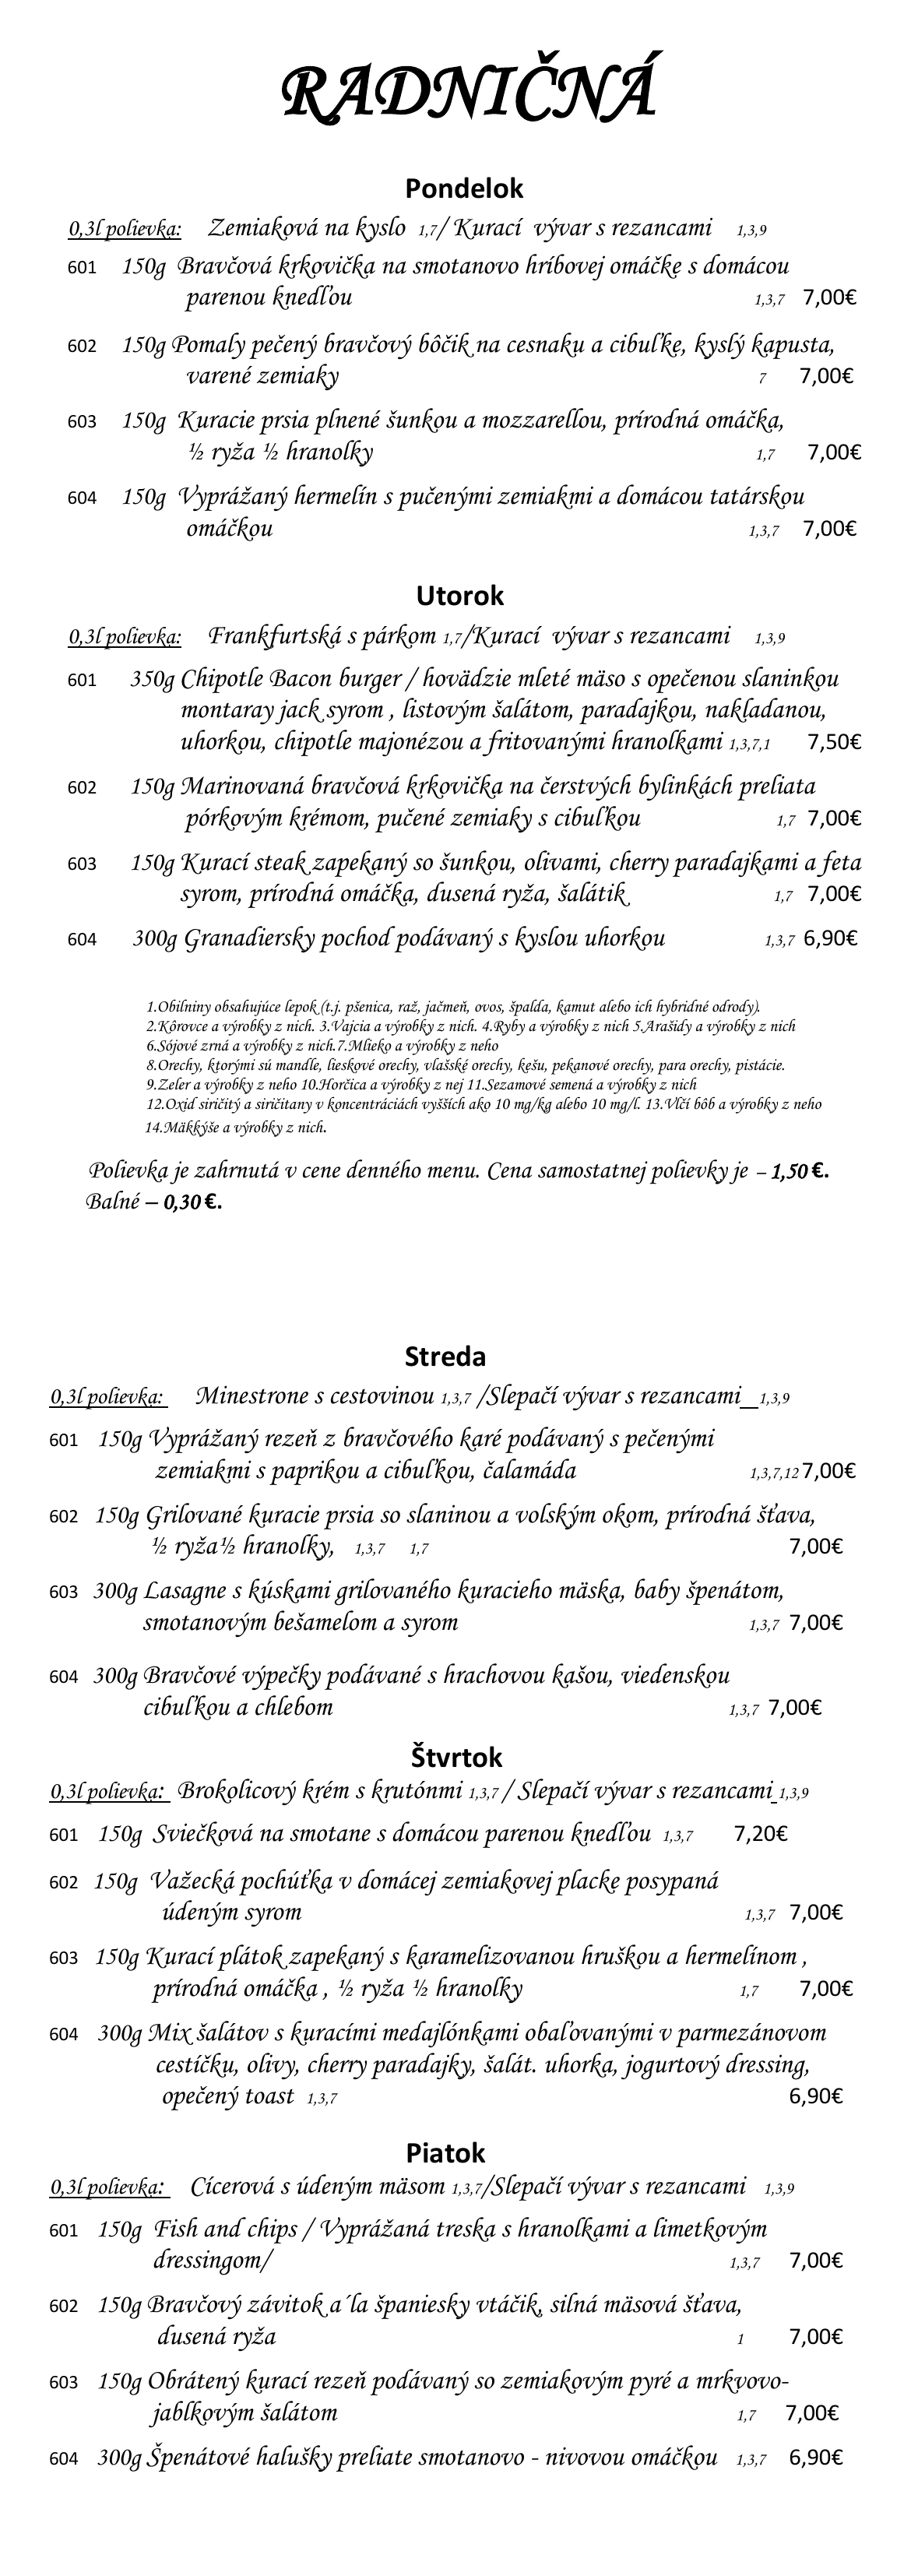 RADNIČNÁ
Pondelok
0,3l polievka: Zemiaková na kyslo 1,7/ Kurací vývar s rezancami 1,3,9
601 150g Bravčová krkovička na smotanovo hríbovej omáčke s domácou
parenou knedľou 1,3,7 7,00€
602 150g Pomaly pečený bravčový bôčik na cesnaku a cibuľke, kyslý kapusta,
varené zemiaky 7 7,00€
603 150g Kuracie prsia plnené šunkou a mozzarellou, prírodná omáčka,
½ ryža ½ hranolky 1,7 7,00€
604 150g Vyprážaný hermelín s pučenými zemiakmi a domácou tatárskou
omáčkou 1,3,7 7,00€
Utorok
0,3l polievka: Frankfurtská s párkom 1,7/Kurací vývar s rezancami 1,3,9
601 350g Chipotle Bacon burger / hovädzie mleté mäso s opečenou slaninkou
montaray jack syrom , listovým šalátom, paradajkou, nakladanou,
uhorkou, chipotle majonézou a fritovanými hranolkami 1,3,7,1 7,50€
602 150g Marinovaná bravčová krkovička na čerstvých bylinkách preliata
pórkovým krémom, pučené zemiaky s cibuľkou 1,7 7,00€
603 150g Kurací steak zapekaný so šunkou, olivami, cherry paradajkami a feta
syrom, prírodná omáčka, dusená ryža, šalátik 1,7 7,00€
604 300g Granadiersky pochod podávaný s kyslou uhorkou 1,3,7 6,90€
1.Obilniny obsahujúce lepok (t.j. pšenica, raž, jačmeň, ovos, špalda, kamut alebo ich hybridné odrody).
2.Kôrovce a výrobky z nich. 3.Vajcia a výrobky z nich. 4.Ryby a výrobky z nich 5.Arašidy a výrobky z nich
6.Sójové zrná a výrobky z nich.7.Mlieko a výrobky z neho
8.Orechy, ktorými sú mandle, lieskové orechy, vlašské orechy, kešu, pekanové orechy, para orechy, pistácie.
9.Zeler a výrobky z neho 10.Horčica a výrobky z nej 11.Sezamové semená a výrobky z nich
12.Oxid siričitý a siričitany v koncentráciách vyšších ako 10 mg/kg alebo 10 mg/l. 13.Vlčí bôb a výrobky z neho
14.Mäkkýše a výrobky z nich.
Polievka je zahrnutá v cene denného menu. Cena samostatnej polievky je – 1,50 €.
Balné – 0,30 €.
Streda
0,3l polievka: Minestrone s cestovinou 1,3,7 /Slepačí vývar s rezancami_1,3,9
601 150g Vyprážaný rezeň z bravčového karé podávaný s pečenými
zemiakmi s paprikou a cibuľkou, čalamáda 1,3,7,12 7,00€
602 150g Grilované kuracie prsia so slaninou a volským okom, prírodná šťava,
½ ryža½ hranolky, 1,3,7 1,7 7,00€
603 300g Lasagne s kúskami grilovaného kuracieho mäska, baby špenátom,
smotanovým bešamelom a syrom 1,3,7 7,00€
604 300g Bravčové výpečky podávané s hrachovou kašou, viedenskou
cibuľkou a chlebom 1,3,7 7,00€
Štvrtok
0,3l polievka: Brokolicový krém s krutónmi 1,3,7 / Slepačí vývar s rezancami 1,3,9
601 150g Sviečková na smotane s domácou parenou knedľou 1,3,7 7,20€
602 150g Važecká pochúťka v domácej zemiakovej placke posypaná
údeným syrom 1,3,7 7,00€
603 150g Kurací plátok zapekaný s karamelizovanou hruškou a hermelínom ,
prírodná omáčka , ½ ryža ½ hranolky 1,7 7,00€
604 300g Mix šalátov s kuracími medajlónkami obaľovanými v parmezánovom
cestíčku, olivy, cherry paradajky, šalát. uhorka, jogurtový dressing,
opečený toast 1,3,7 6,90€
Piatok
0,3l polievka: Cícerová s údeným mäsom 1,3,7/Slepačí vývar s rezancami 1,3,9
601 150g Fish and chips / Vyprážaná treska s hranolkami a limetkovým
dressingom/ 1,3,7 7,00€
602 150g Bravčový závitok a´la španiesky vtáčik, silná mäsová šťava,
dusená ryža 1 7,00€
603 150g Obrátený kurací rezeň podávaný so zemiakovým pyré a mrkvovo-
jablkovým šalátom 1,7 7,00€
604 300g Špenátové halušky preliate smotanovo - nivovou omáčkou 1,3,7 6,90€